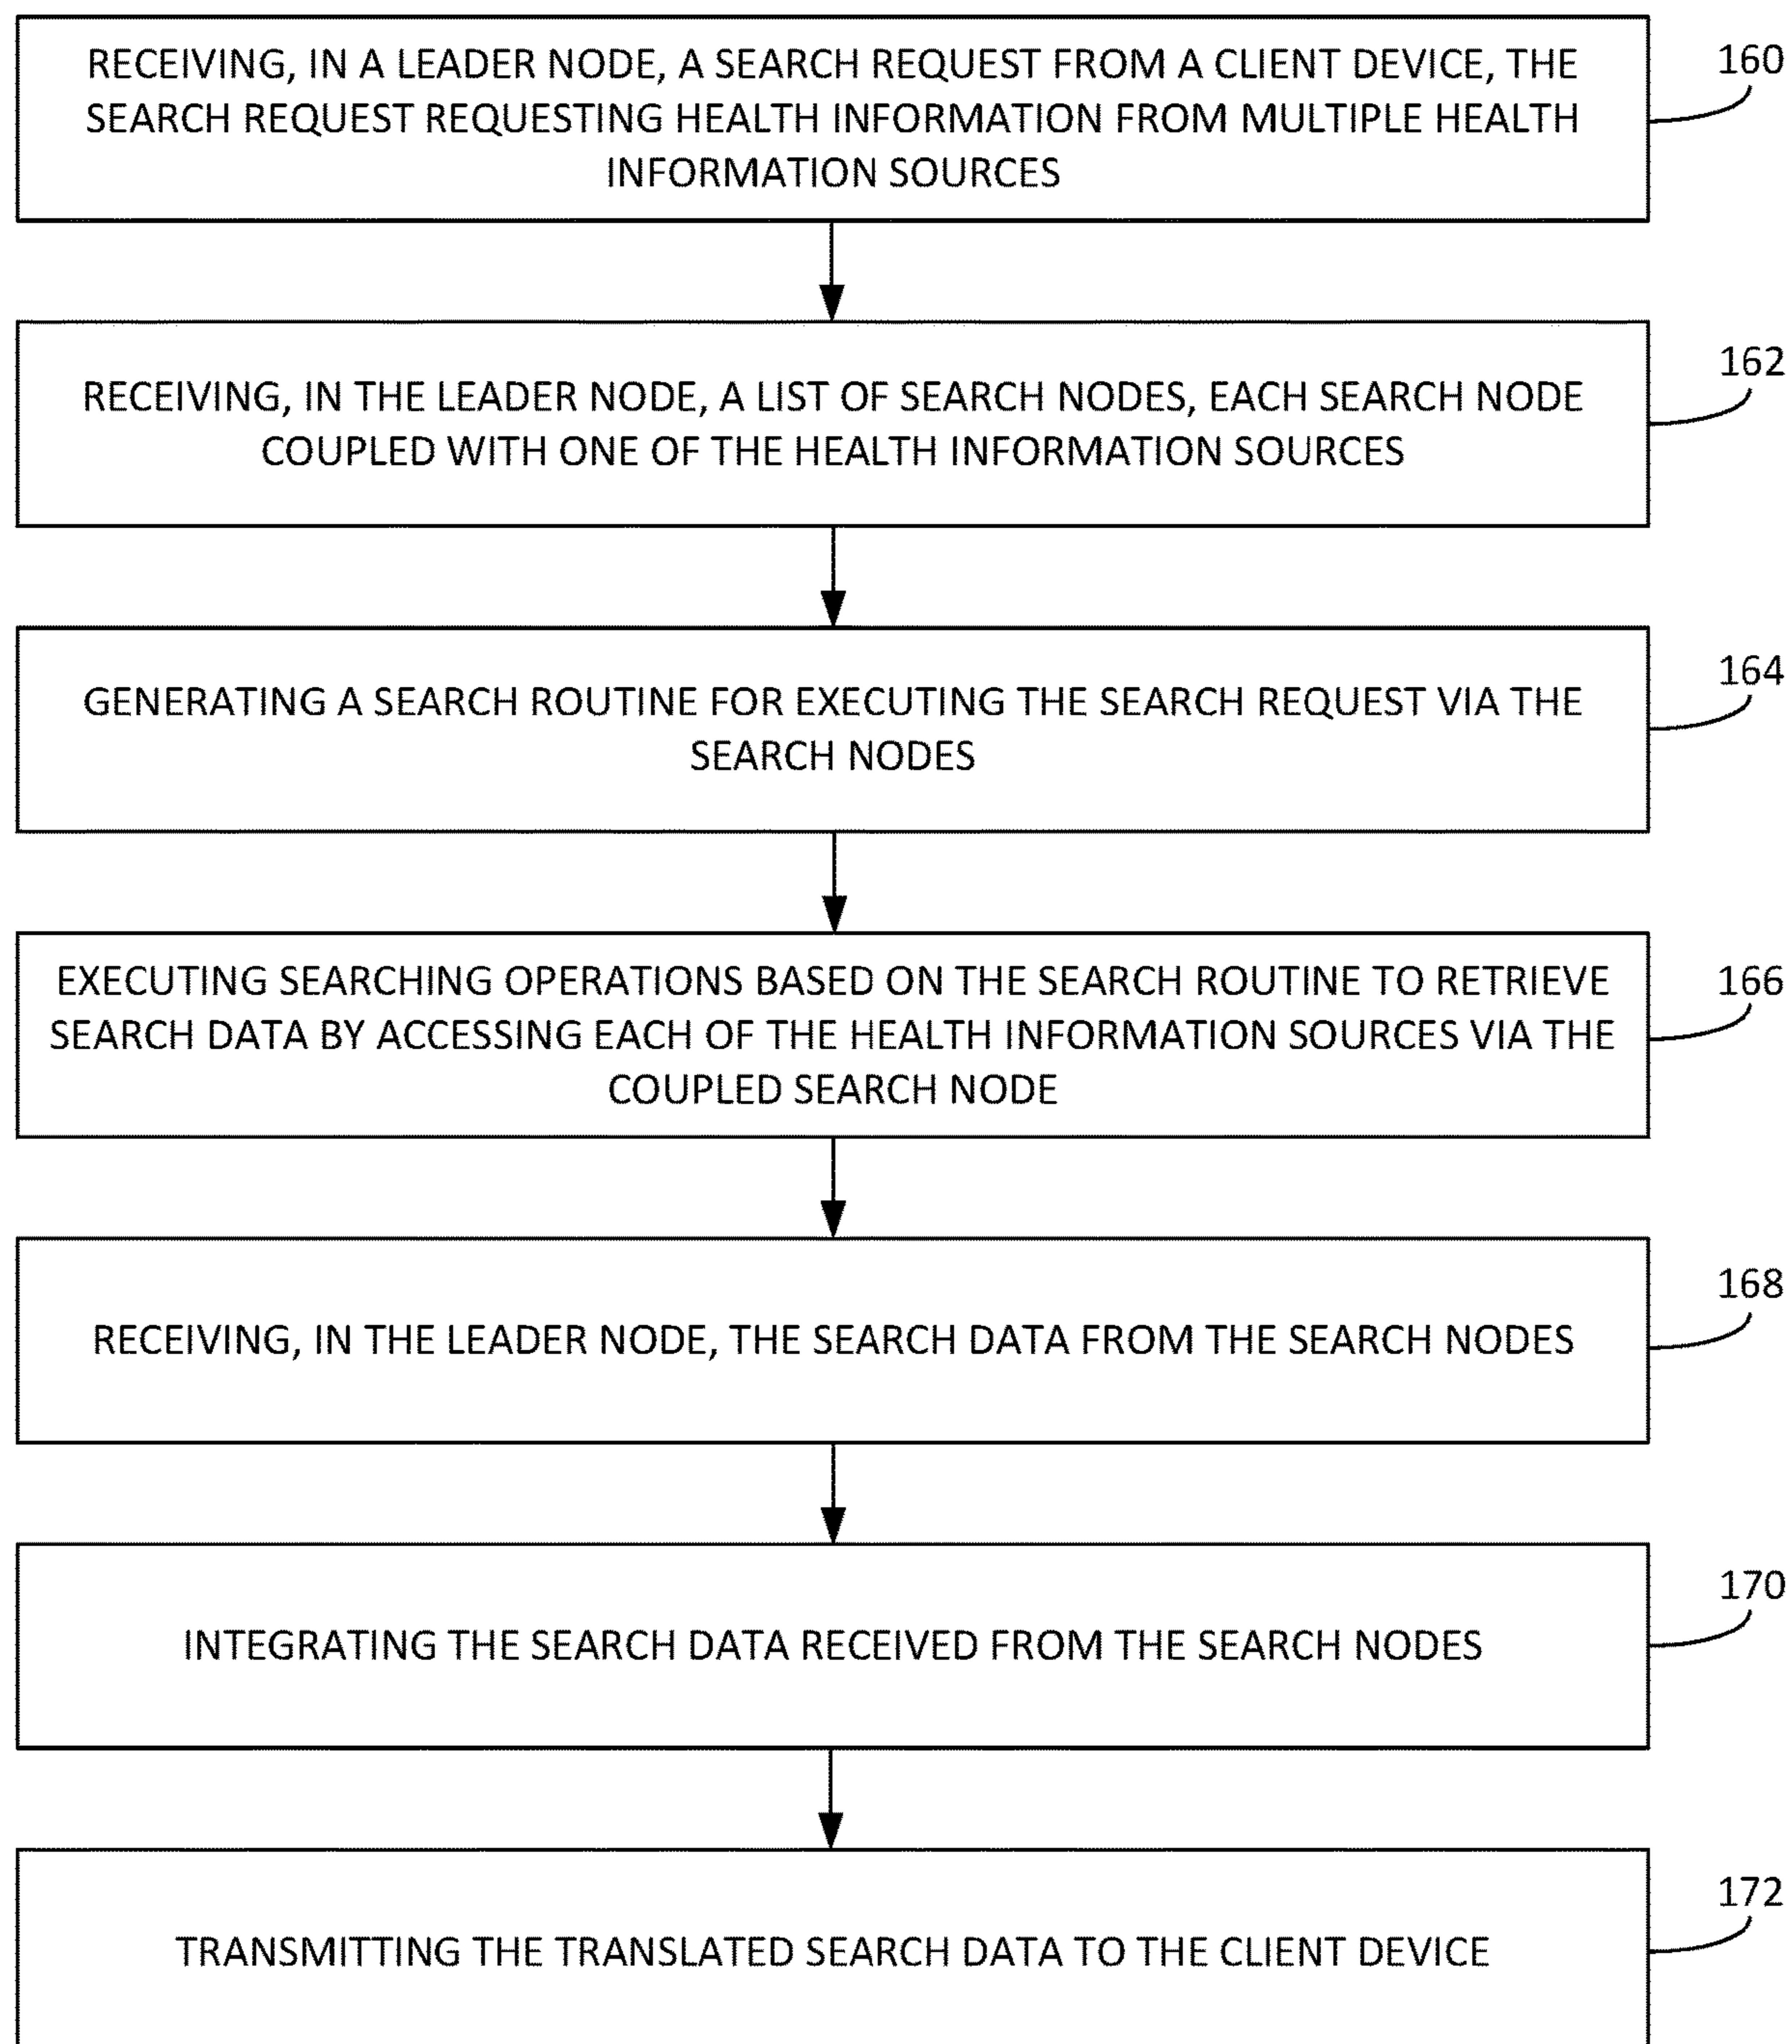 RECEIVING, IN A LEADER NODE, A SEARCH REQUEST FROM A CLIENT DEVICE, THE
SEARCH REQUEST REQUESTING HEALTH INFORMATION FROM MULTIPLE HEALTH
INFORMATION SOURCES
160
RECEIVING, IN THE LEADER NODE, A LIST OF SEARCH NODES, EACH SEARCH NODE
COUPLED WITH ONE OF THE HEALTH INFORMATION SOURCES
162
GENERATING A SEARCH ROUTINE FOR EXECUTING THE SEARCH REQUEST VIA THE
SEARCH NODES
164
EXECUTING SEARCHING OPERATIONS BASED ON THE SEARCH ROUTINE TO RETRIEVE
SEARCH DATA BY ACCESSING EACH OF THE HEALTH INFORMATION SOURCES VIA THE
COUPLED SEARCH NODE
166
RECEIVING, IN THE LEADER NODE, THE SEARCH DATA FROM THE SEARCH NODES
168
INTEGRATING THE SEARCH DATA RECEIVED FROM THE SEARCH NODES
170
TRANSMITTING THE TRANSLATED SEARCH DATA TO THE CLIENT DEVICE
172